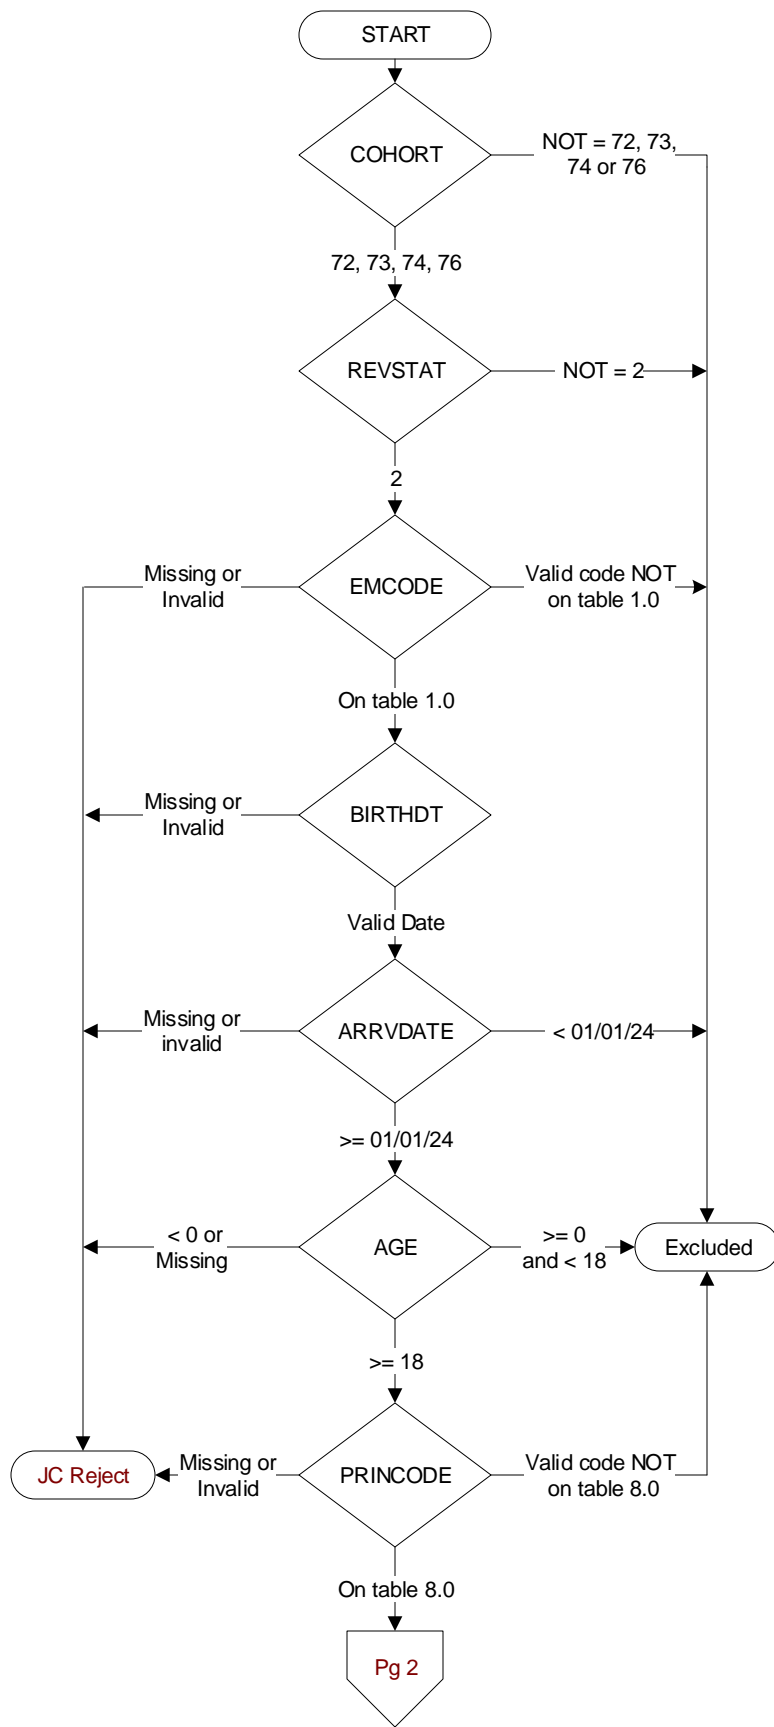 START
COHORT
NOT = 72, 73,
74 or 76
72, 73, 74, 76
REVSTAT
NOT = 2
2
Missing or
Invalid
EMCODE
Valid code NOT
on table 1.0
On table 1.0
Missing or
Invalid
BIRTHDT
Valid Date
Missing or
invalid
ARRVDATE
< 01/01/24
>= 01/01/24
< 0 or
Missing
AGE
>= 0
and < 18
Excluded
>= 18
JC Reject
Missing or
Invalid
PRINCODE
Valid code NOT
on table 8.0
On table 8.0
Pg 2